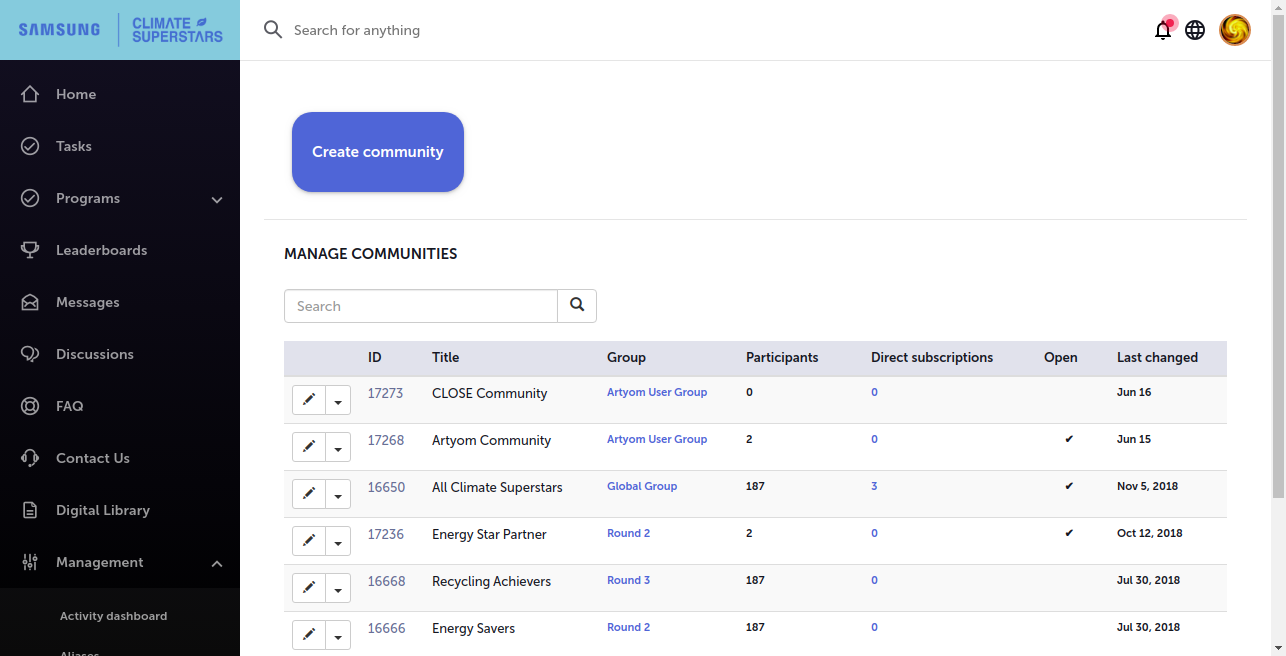 SAMSUNG
CLIMATE
SUPERSTARS
Search for anything
Home
Tasks
Programs
Leaderboards
Messages
Discussions
FAQ
Contact Us
Digital Library
Management
Activity dashboard
Aliases
Create community
MANAGE COMMUNITIES
Search
ID Title Group Participants Direct subscriptions Open Last changed
17273 CLOSE Community Artyom User Group 0 0 Jun 16
17268 Artyom Community Artyom User Group 2 0 ✔ Jun 15
16650 All Climate Superstars Global Group 187 3 ✔ Nov 5, 2018
17236 Energy Star Partner Round 2 2 0 ✔ Oct 12, 2018
16668 Recycling Achievers Round 3 187 0 Jul 30, 2018
16666 Energy Savers Round 2 187 0 Jul 30, 2018